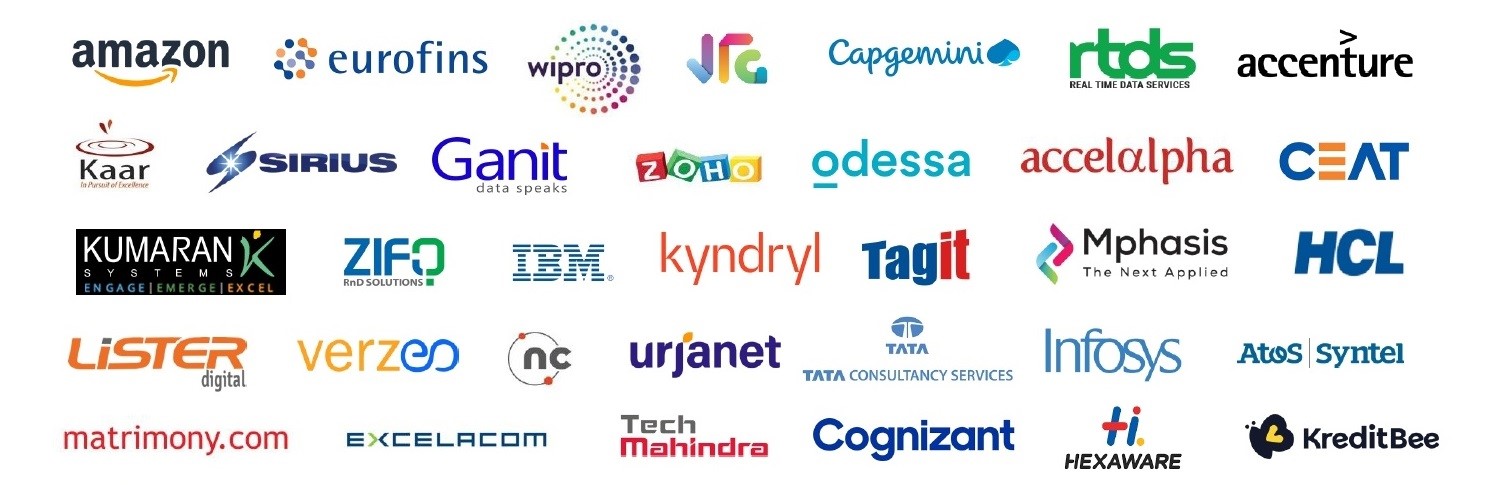 amazon
eurofins
wipro
Capgemini
rtds
REAL TIME DATA SERVICES
accenture
Kaar
In Pursuit of Excellence
SIRIUS
Ganit
data speaks
ZOHO
odessa
accelalpha
CEAT
KUMARAN
SYSTEMS
ENGAGE|EMERGE|EXCEL
ZIFO
RnD SOLUTIONS
IBM®
kyndryl
Tagit
Mphasis
The Next Applied
HCL
LiSTER
digital
verzeo
nc
urjanet
TATA
TATA CONSULTANCY SERVICES
Infosys
Atos | Syntel
matrimony.com
EXCELACOM
Tech
Mahindra
Cognizant
Hi.
HEXAWARE
KreditBee